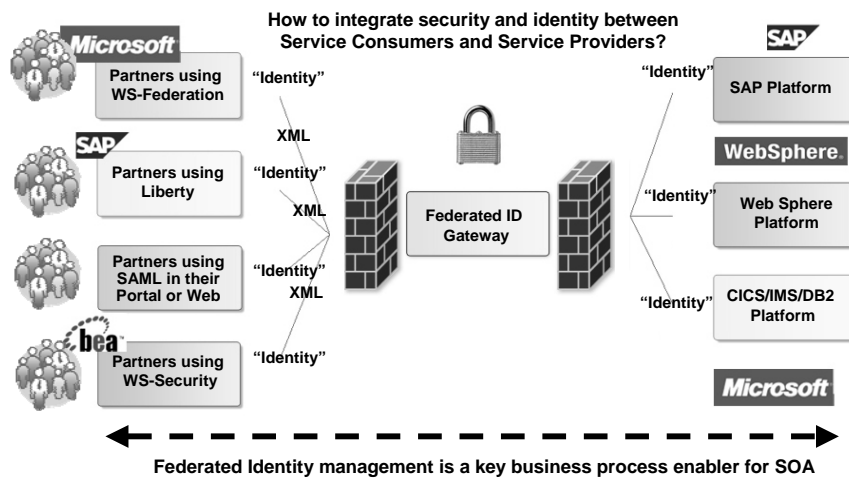 How to integrate security and identity between
Service Consumers and Service Providers?
Microsoft
Partners using
WS-Federation
"Identity"
XML
SAP
Partners using
Liberty
"Identity"
XML
Partners using
SAML in their
Portal or Web
"Identity"
XML
bea
Partners using
WS-Security
"Identity"
Federated ID
Gateway
SAP
"Identity"
SAP Platform
WebSphere.
"Identity"
Web Sphere
Platform
"Identity"
CICS/IMS/DB2
Platform
Microsoft
Federated Identity management is a key business process enabler for SOA